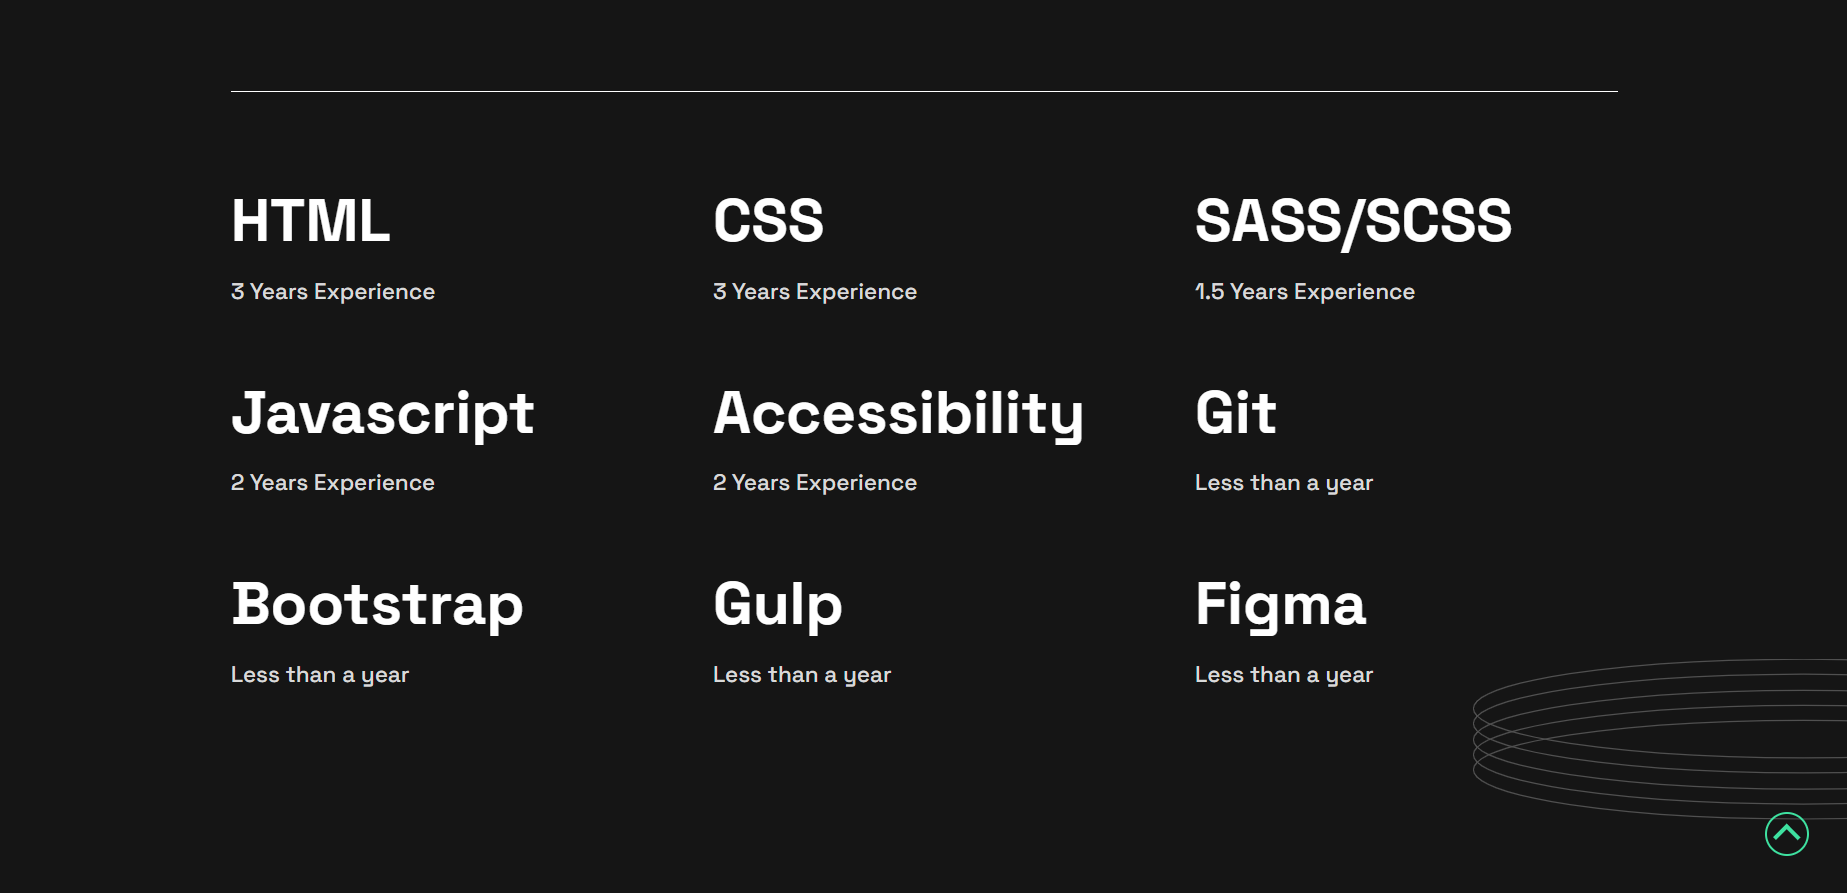 HTML
3 Years Experience
CSS
3 Years Experience
SASS/SCSS
1.5 Years Experience
Javascript
2 Years Experience
Accessibility
2 Years Experience
Git
Less than a year
Bootstrap
Less than a year
Gulp
Less than a year
Figma
Less than a year